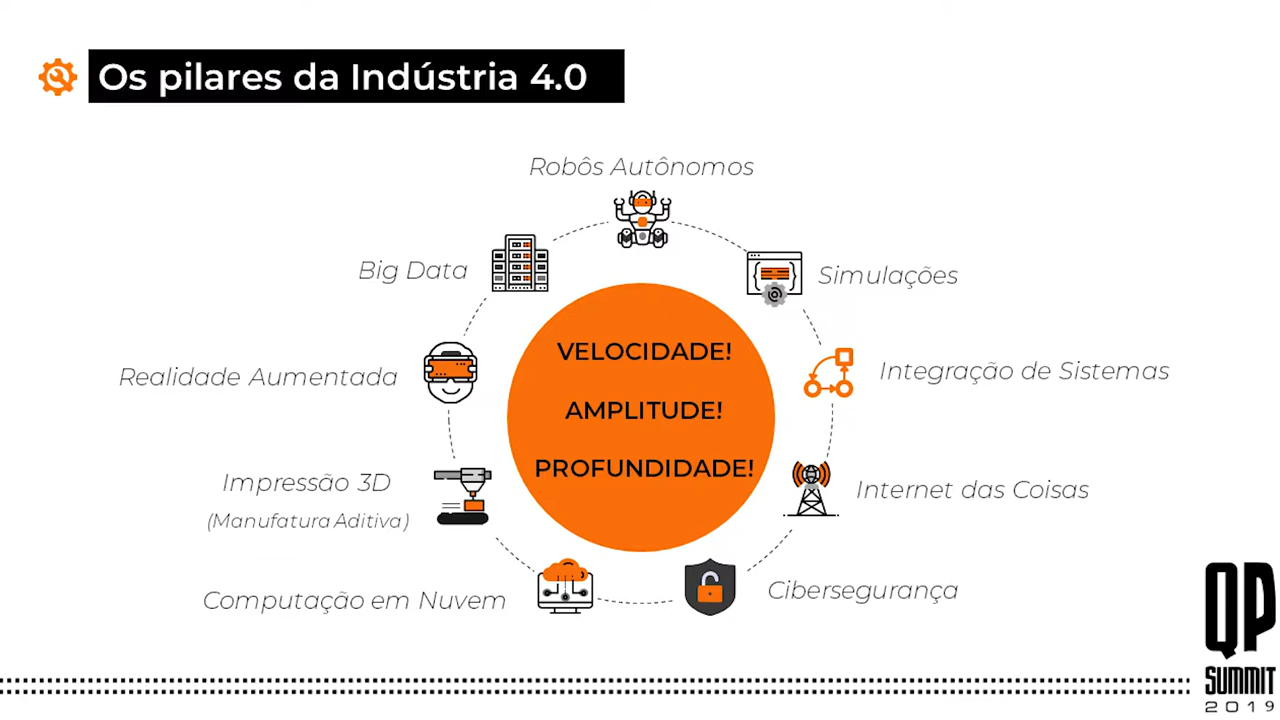 Os pilares da Indústria 4.0
Robôs Autônomos
Big Data
Simulações
VELOCIDADE!
Realidade Aumentada
Integração de Sistemas
AMPLITUDE!
PROFUNDIDADE!
Impressão 3D
(Manufatura Aditiva)
Internet das Coisas
Computação em Nuvem
Cibersegurança
QP
SUMMIT
2019